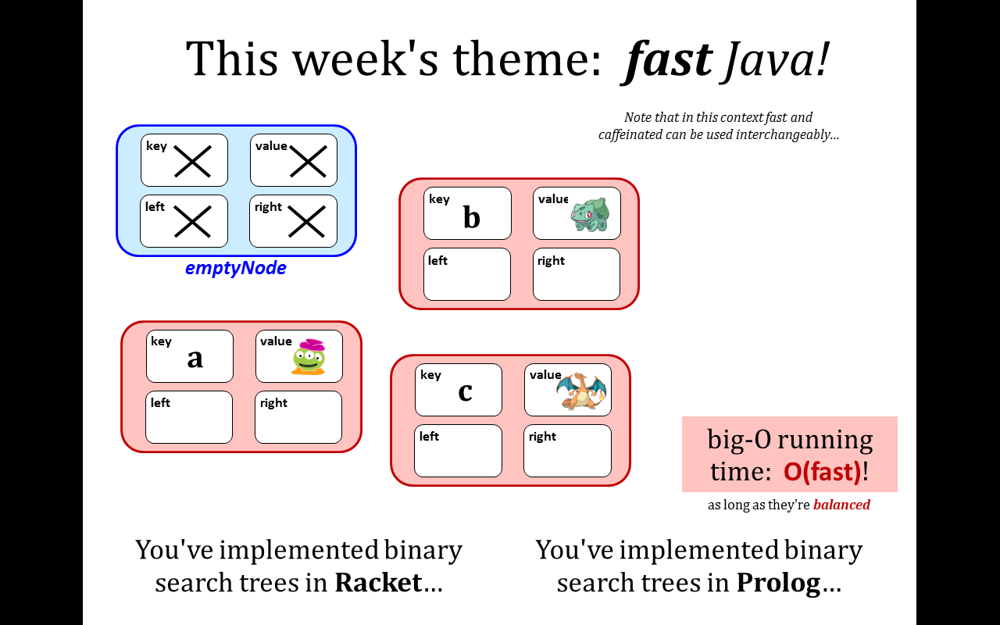 This week's theme: fast Java!
Note that in this context fast and
caffeinated can be used interchangeably...
key
value
left
right
emptyNode
key
b
value
left
right
key
a
value
left
right
key
c
value
left
right
big-O running
time: O(fast)!
as long as they're balanced
You've implemented binary
search trees in Racket…
You've implemented binary
search trees in Prolog…